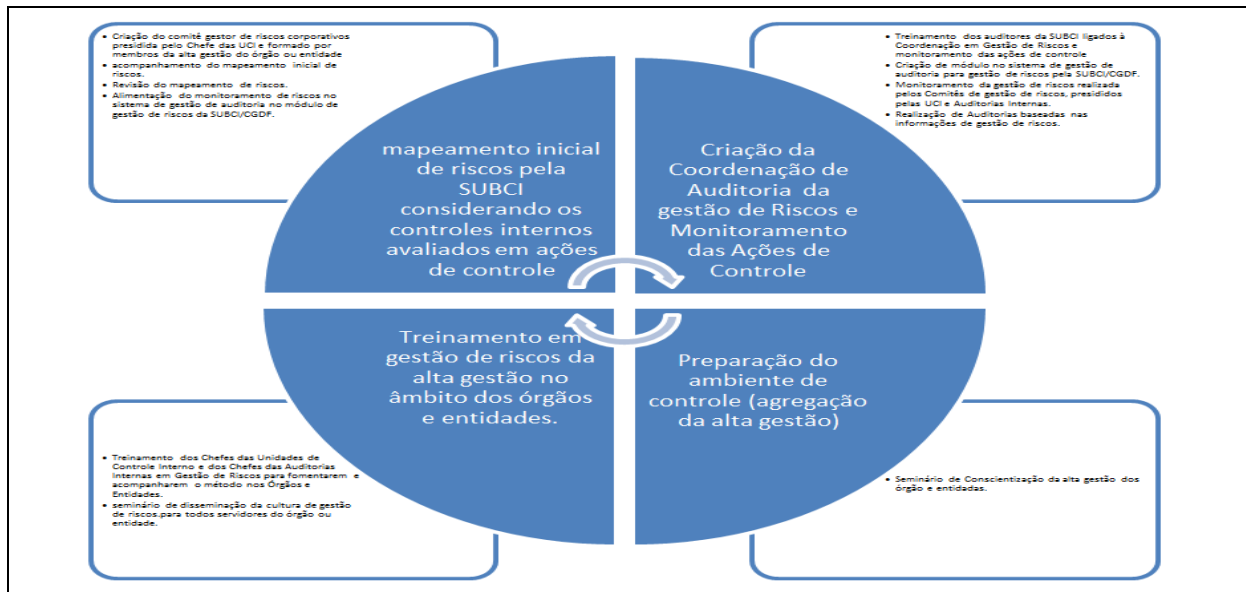 • Criação do comitê gestor de riscos corporativos
presidida pelo Chefe das UCI e formado por
membros da alta gestão do órgão ou entidade
• acompanhamento do mapeamento inicial de
riscos.
• Revisão do mapeamento de riscos.
• Alimentação do monitoramento de riscos no
sistema de gestão de auditoria no módulo de
gestão de riscos da SUBCI/CGDF.
• Treinamento dos auditores da SUBCI ligados à
Coordenação em Gestão de Riscos e
monitoramento das ações de controle
• Criação de módulo no sistema de gestão de
auditoria para gestão de riscos pela SUBCI/CGDF.
• Monitoramento da gestão de riscos realizada
pelos Comitês de gestão de riscos, presididos
pelas UCI e Auditorias Internas.
• Realização de Auditorias baseadas nas
informações de gestão de riscos.
mapeamento inicial
de riscos pela
SUBCI
considerando os
controles internos
avaliados em ações
de controle
Criação da
Coordenação de
Auditoria da
gestão de Riscos e
Monitoramento
das Ações de
Controle
Treinamento em
gestão de riscos da
alta gestão no
âmbito dos órgãos
e entidades.
Preparação do
ambiente de
controle (agregação
da alta gestão)
• Treinamento dos Chefes das Unidades de
Controle Interno e dos Chefes das Auditorias
Internas em Gestão de Riscos para fomentarem e
acompanharem o método nos Órgãos e
Entidades.
• seminário de disseminação da cultura de gestão
de riscos.para todos servidores do órgão ou
entidade.
• Seminário de Conscientização da alta gestão dos
órgão e entidadas.